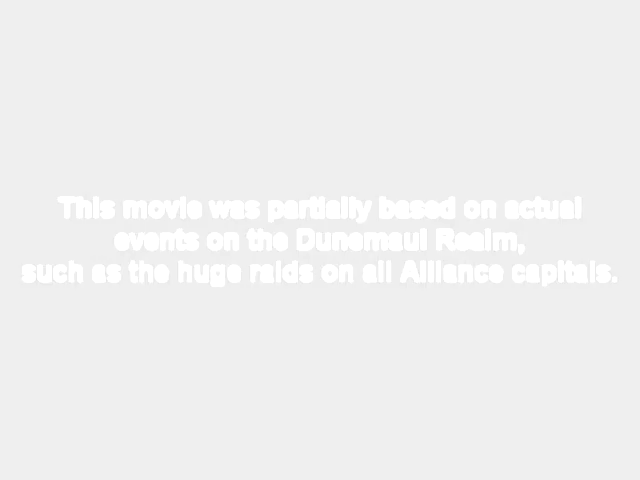 This movie was partially based on actual
events on the Dunemaul Realm,
such as the huge raids on all Alliance capitals.